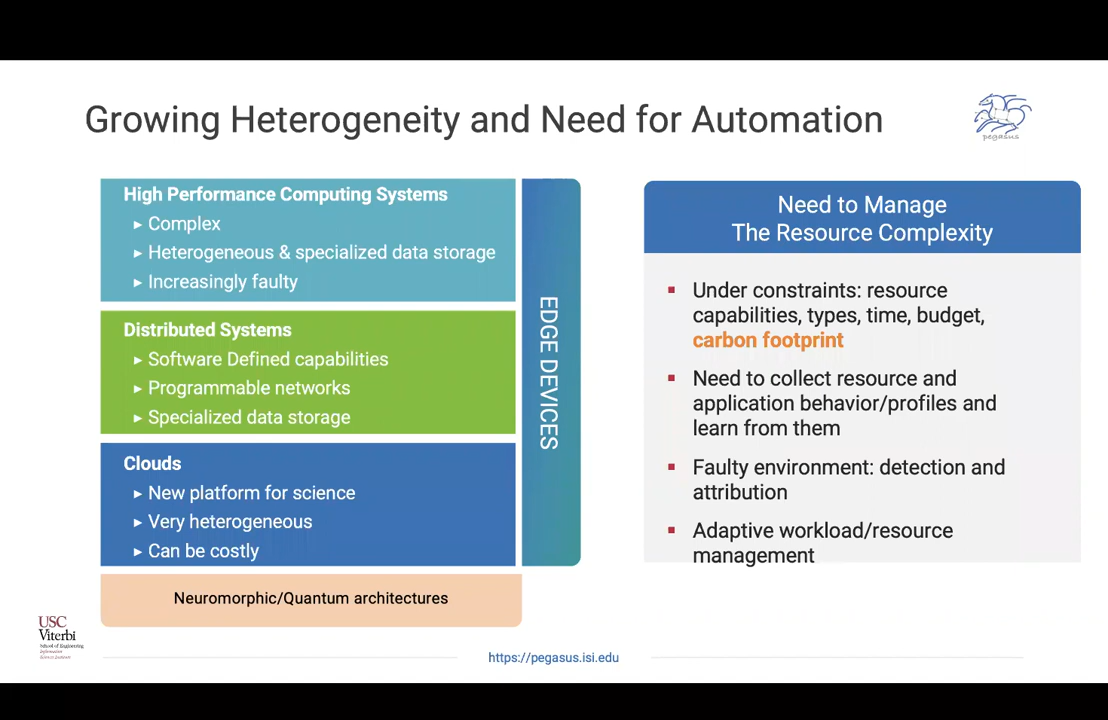 Growing Heterogeneity and Need for Automation
pegasus
High Performance Computing Systems
▸ Complex
▸ Heterogeneous & specialized data storage
▸ Increasingly faulty
Distributed Systems
▸ Software Defined capabilities
▸ Programmable networks
▸ Specialized data storage
Clouds
▸ New platform for science
▸ Very heterogeneous
▸ Can be costly
EDGE DEVICES
Neuromorphic/Quantum architectures
Need to Manage
The Resource Complexity
▪ Under constraints: resource
capabilities, types, time, budget,
carbon footprint
▪ Need to collect resource and
application behavior/profiles and
learn from them
▪ Faulty environment: detection and
attribution
▪ Adaptive workload/resource
management
USC
Viterbi
School of Engineering
Information
Sciences Institute
https://pegasus.isi.edu